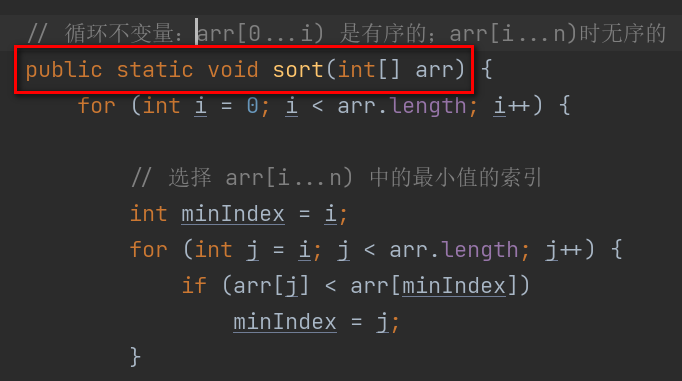 // 循环不变量：arr[0...i) 是有序的；arr[i...n)时无序的
public static void sort(int[] arr) {
for (int i = 0; i < arr.length; i++) {
// 选择 arr[i...n) 中的最小值的索引
int minIndex = i;
for (int j = i; j < arr.length; j++) {
if (arr[j] < arr[minIndex])
minIndex = j;
}